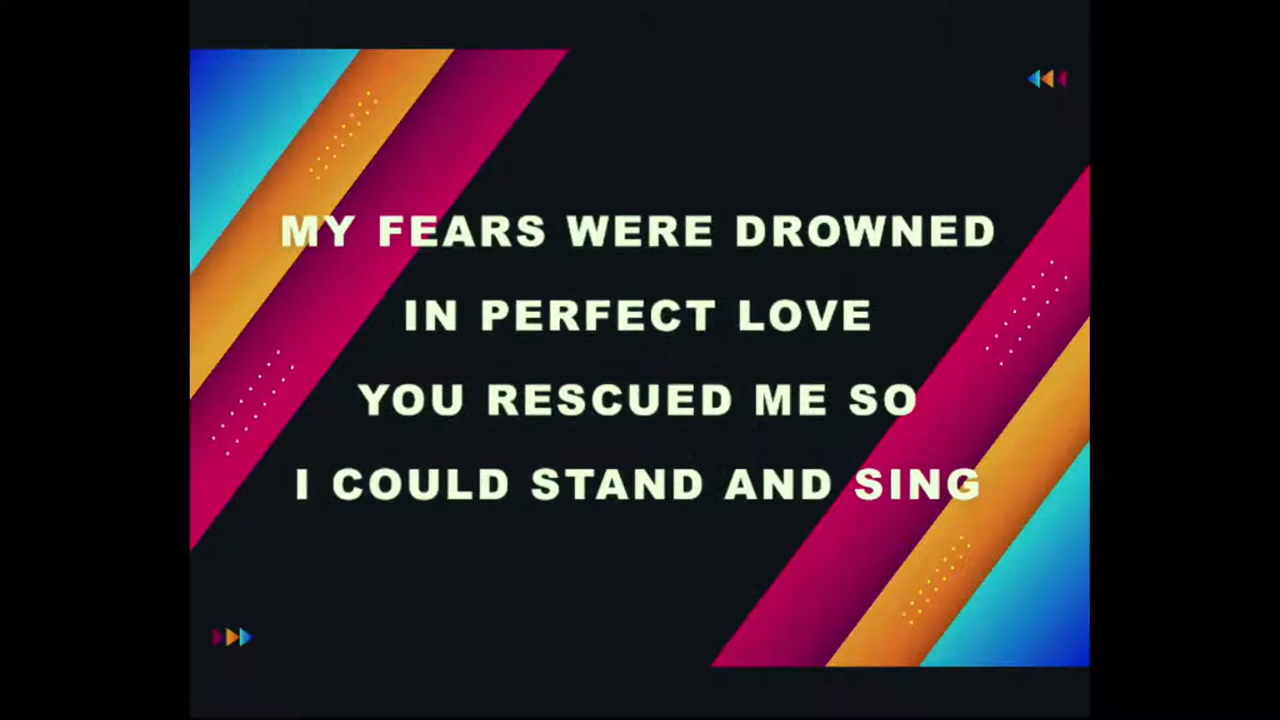 MY FEARS WERE DROWNED
IN PERFECT LOVE
YOU RESCUED ME SO
I COULD STAND AND SING